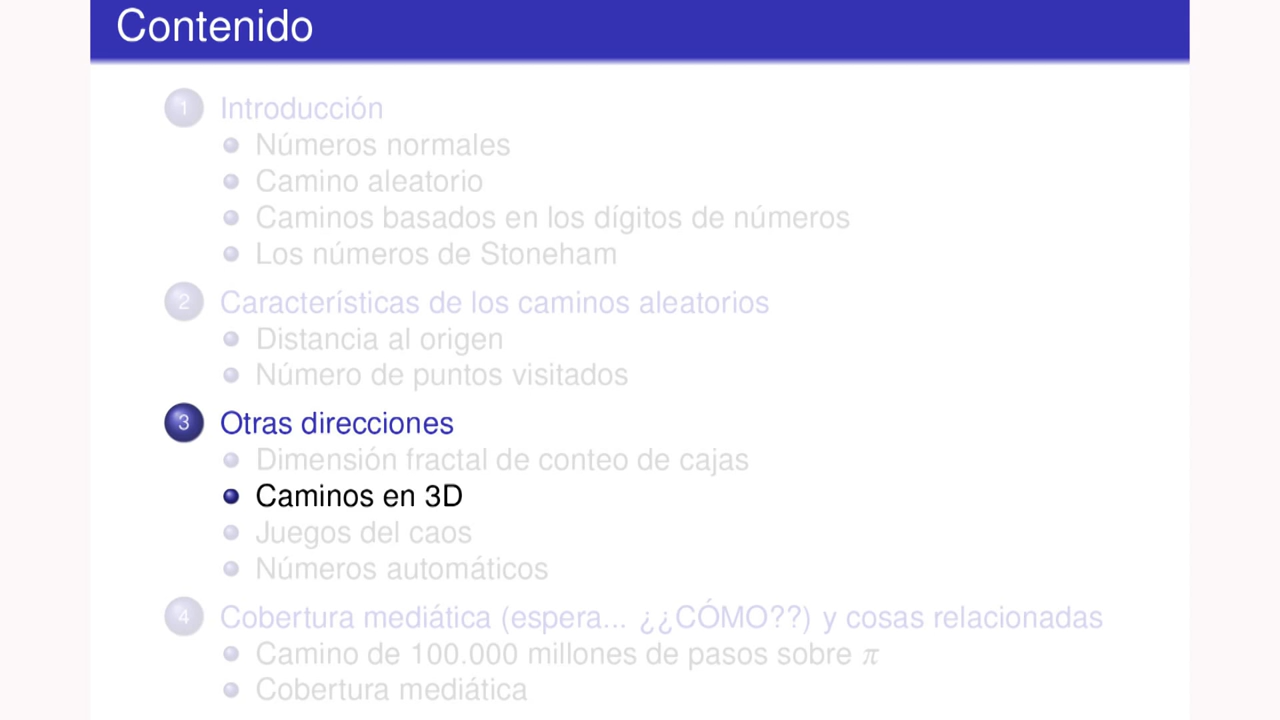 Contenido
1 Introducción
Números normales
Camino aleatorio
Caminos basados en los dígitos de números
Los números de Stoneham
2 Características de los caminos aleatorios
Distancia al origen
Número de puntos visitados
3 Otras direcciones
Dimensión fractal de conteo de cajas
Caminos en 3D
Juegos del caos
Números automáticos
4 Cobertura mediática (espera... ¿¿CÓMO??) y cosas relacionadas
Camino de 100.000 millones de pasos sobre π
Cobertura mediática